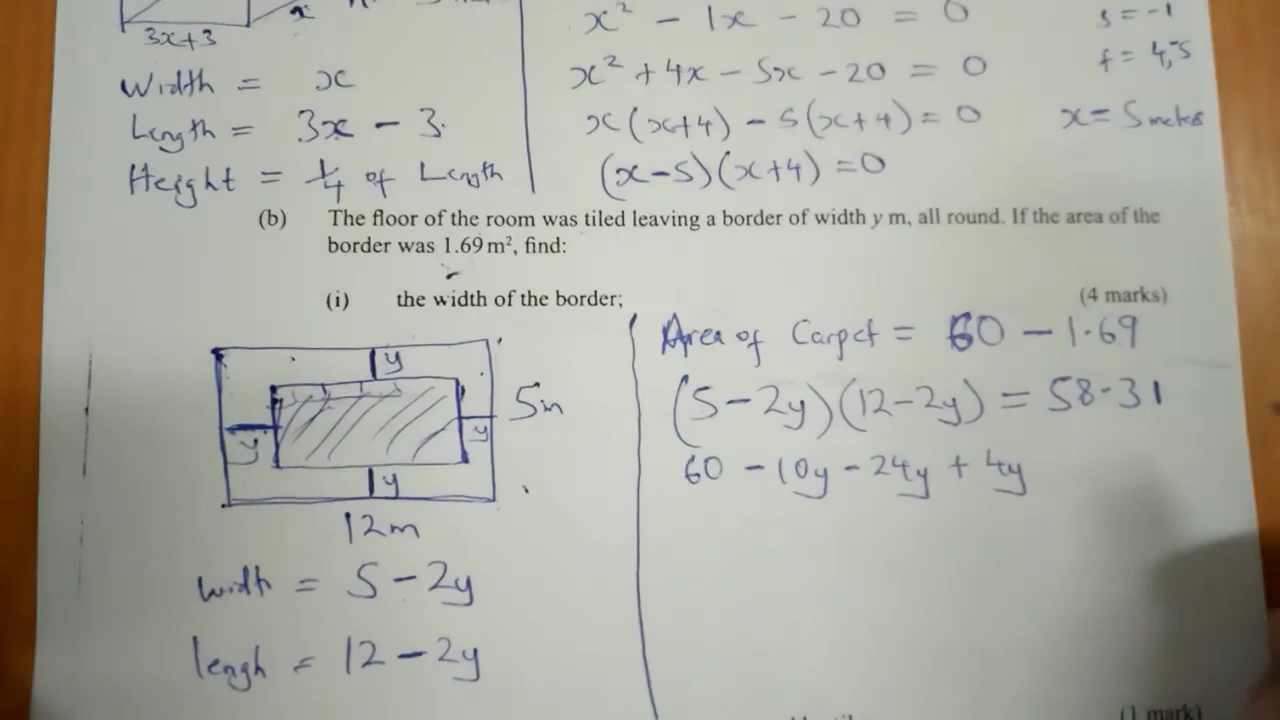 3x+3
x
Width = x
Length = 3x - 3
Height = 1/4 of Length
x² - 1x - 20 = 0
x² + 4x - 5x - 20 = 0
x(x+4) - 5(x+4) = 0
(x-5)(x+4) = 0
s = -1
f = 4,-5
x = 5 metes
(b) The floor of the room was tiled leaving a border of width y m, all round. If the area of the
border was 1.69 m², find:
(i) the width of the border; (4 marks)
y
y
5m
y
y
12m
width = 5 - 2y
lengh = 12 - 2y
Area of Carpet = 60 - 1.69
(5-2y)(12-2y) = 58.31
60 - 10y - 24y + 4y
(1 mark)